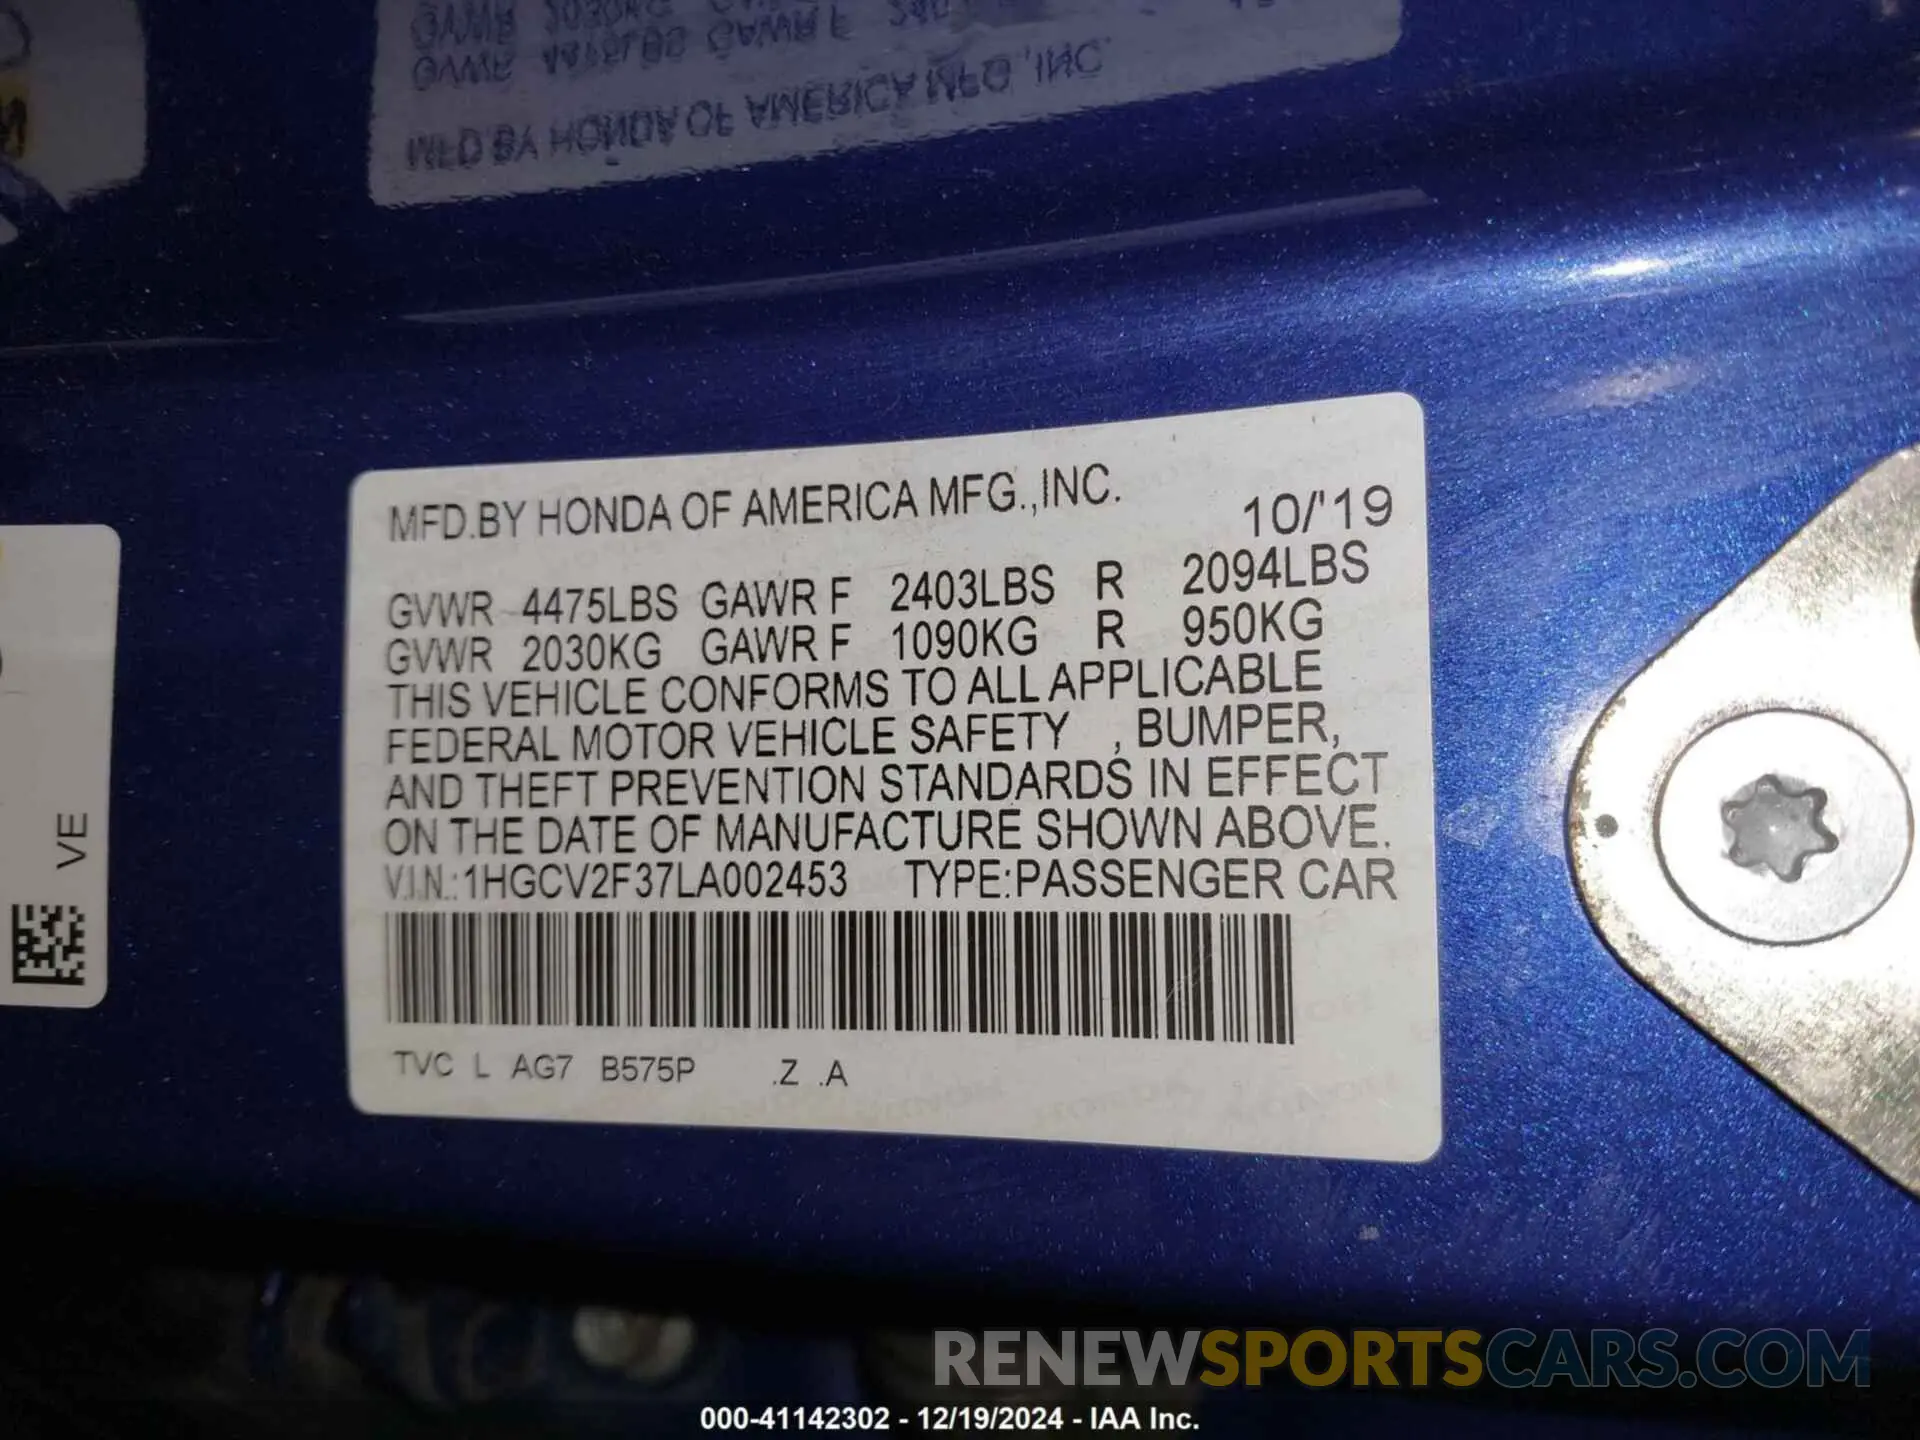 MFD.BY HONDA OF AMERICA MFG.,INC.
GVWR 4475LBS GAWR F
MFD.BY HONDA OF AMERICA MFG.,INC. 10/'19
GVWR 4475LBS GAWR F 2403LBS R 2094LBS
GVWR 2030KG GAWR F 1090KG R 950KG
THIS VEHICLE CONFORMS TO ALL APPLICABLE
FEDERAL MOTOR VEHICLE SAFETY , BUMPER,
AND THEFT PREVENTION STANDARDS IN EFFECT
ON THE DATE OF MANUFACTURE SHOWN ABOVE.
V.I.N.:1HGCV2F37LA002453 TYPE:PASSENGER CAR
TVC L AG7 B575P .Z .A
VE
RENEWSPORTSCARS.COM
000-41142302 - 12/19/2024 - IAA Inc.